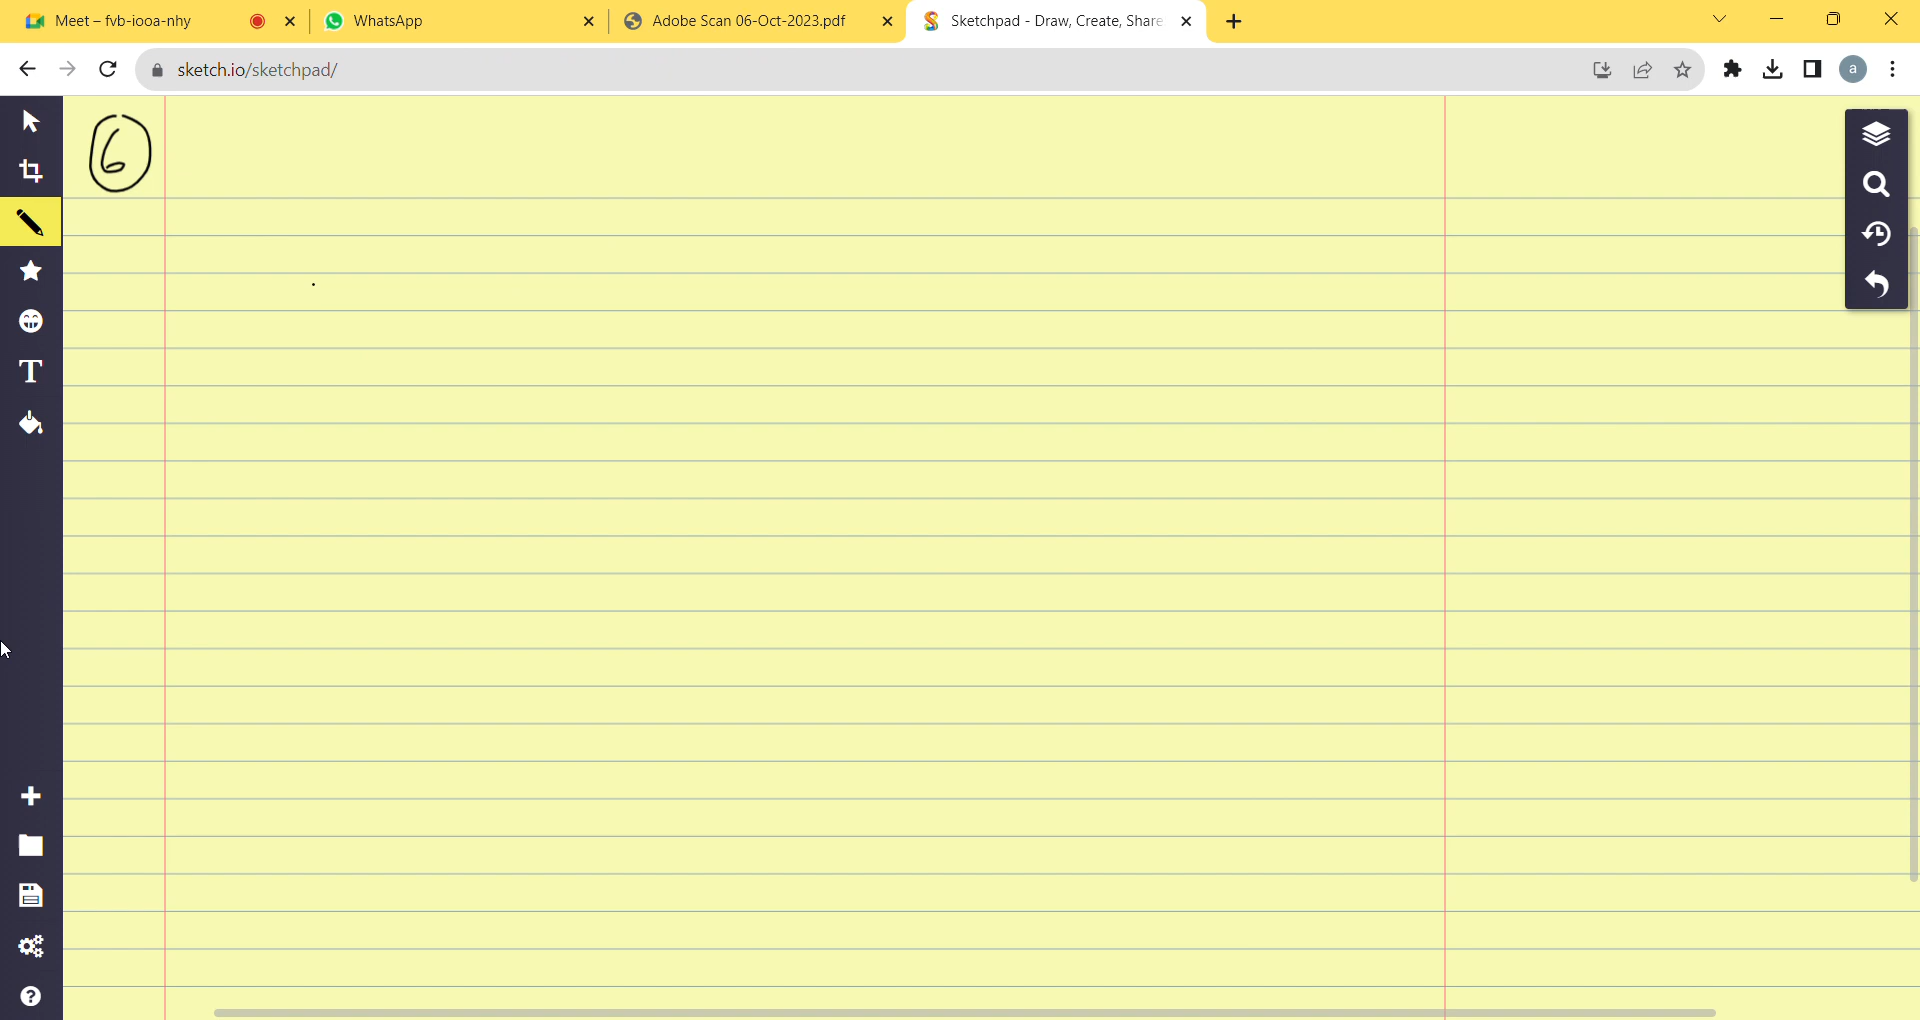 Meet – fvb-iooa-nhy
WhatsApp
Adobe Scan 06-Oct-2023.pdf
Sketchpad - Draw, Create, Share
sketch.io/sketchpad/
a
6
T
?